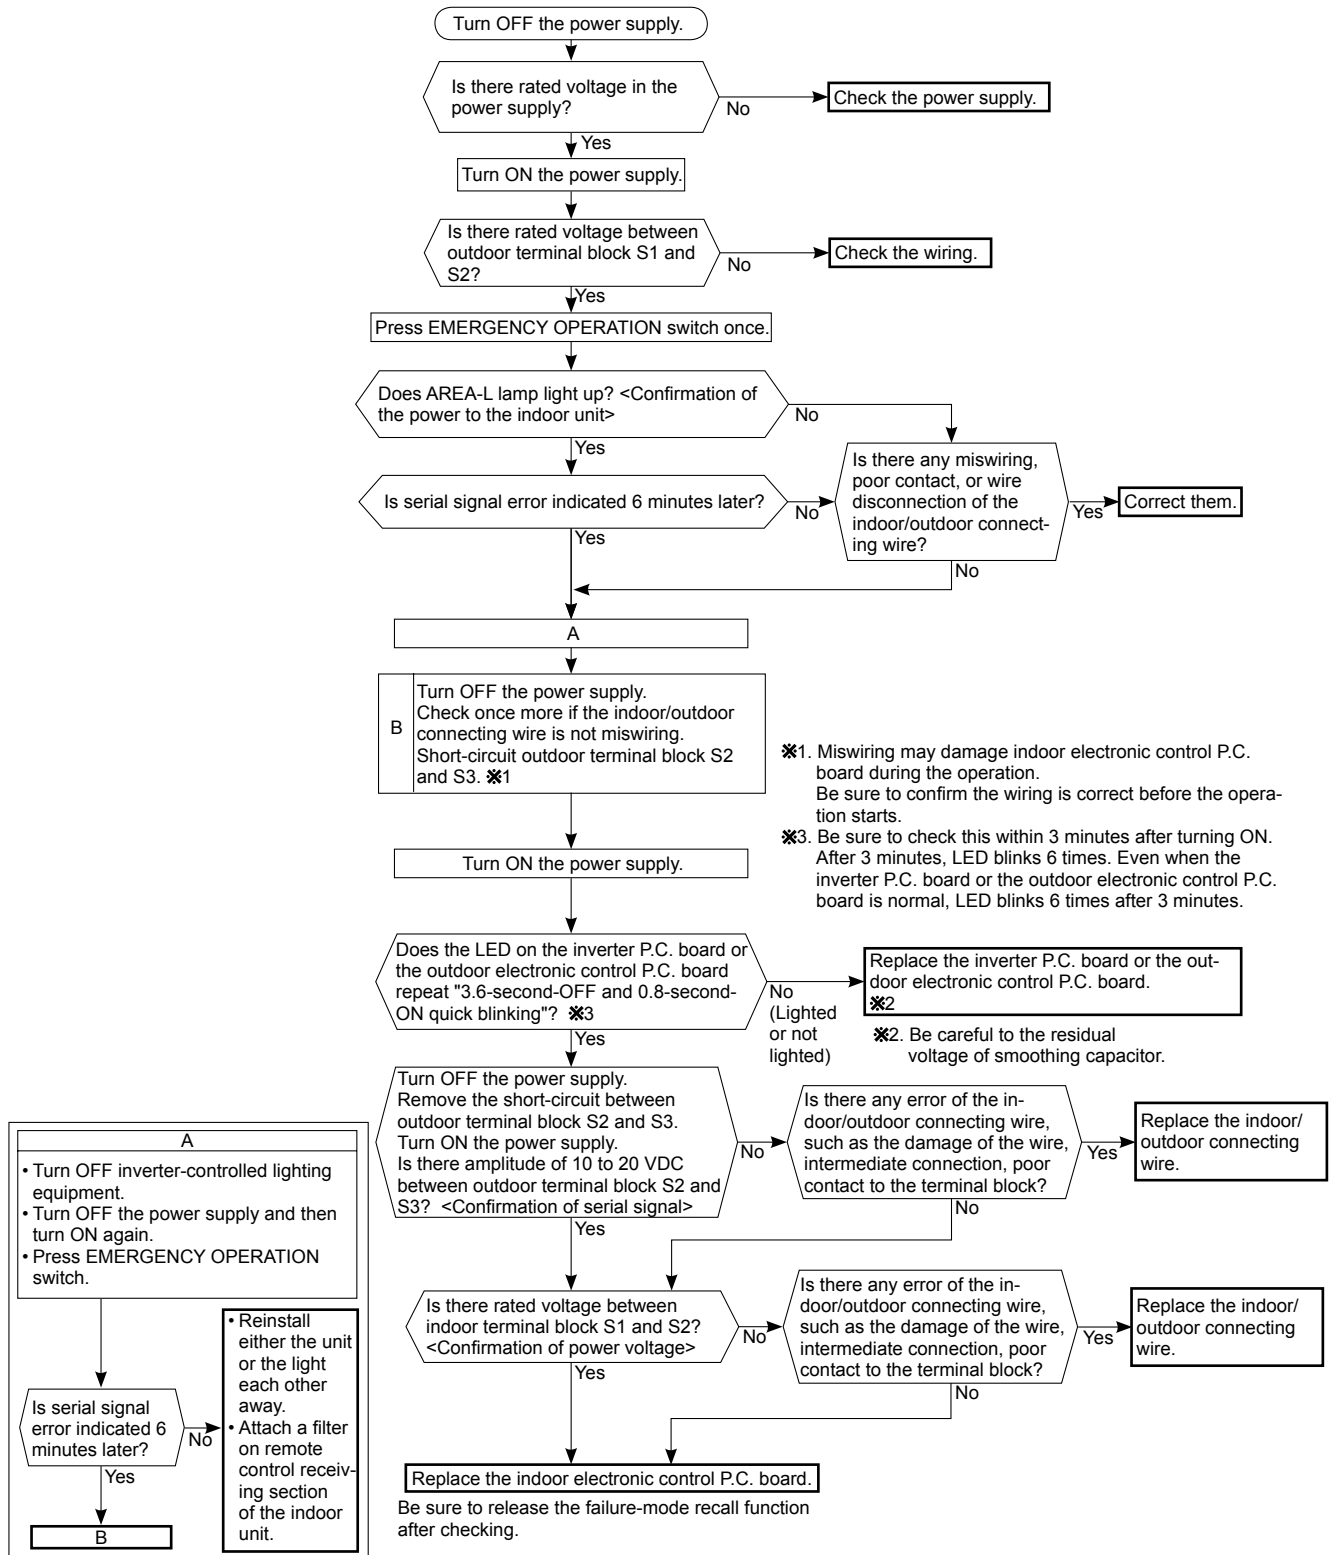 Turn OFF the power supply.
Is there rated voltage in the
power supply?
No
Check the power supply.
Yes
Turn ON the power supply.
Is there rated voltage between
outdoor terminal block S1 and
S2?
No
Check the wiring.
Yes
Press EMERGENCY OPERATION switch once.
Does AREA-L lamp light up? <Confirmation of
the power to the indoor unit>
No
Yes
Is there any miswiring,
poor contact, or wire
disconnection of the
indoor/outdoor connect-
ing wire?
Yes
Correct them.
Is serial signal error indicated 6 minutes later?
No
Yes
No
A
B
Turn OFF the power supply.
Check once more if the indoor/outdoor
connecting wire is not miswiring.
Short-circuit outdoor terminal block S2
and S3. ※1
※1. Miswiring may damage indoor electronic control P.C.
board during the operation.
Be sure to confirm the wiring is correct before the opera-
tion starts.
※3. Be sure to check this within 3 minutes after turning ON.
After 3 minutes, LED blinks 6 times. Even when the
inverter P.C. board or the outdoor electronic control P.C.
board is normal, LED blinks 6 times after 3 minutes.
Turn ON the power supply.
Does the LED on the inverter P.C. board or
the outdoor electronic control P.C. board
repeat "3.6-second-OFF and 0.8-second-
ON quick blinking"? ※3
No
(Lighted
or not
lighted)
Replace the inverter P.C. board or the out-
door electronic control P.C. board.
※2
※2. Be careful to the residual
voltage of smoothing capacitor.
Yes
Turn OFF the power supply.
Remove the short-circuit between
outdoor terminal block S2 and S3.
Turn ON the power supply.
Is there amplitude of 10 to 20 VDC
between outdoor terminal block S2 and
S3? <Confirmation of serial signal>
No
Is there any error of the in-
door/outdoor connecting wire,
such as the damage of the wire,
intermediate connection, poor
contact to the terminal block?
Yes
Replace the indoor/
outdoor connecting
wire.
No
Yes
Is there rated voltage between
indoor terminal block S1 and S2?
<Confirmation of power voltage>
No
Is there any error of the in-
door/outdoor connecting wire,
such as the damage of the wire,
intermediate connection, poor
contact to the terminal block?
Yes
Replace the indoor/
outdoor connecting
wire.
No
Yes
Replace the indoor electronic control P.C. board.
Be sure to release the failure-mode recall function
after checking.
A
• Turn OFF inverter-controlled lighting
equipment.
• Turn OFF the power supply and then
turn ON again.
• Press EMERGENCY OPERATION
switch.
Is serial signal
error indicated 6
minutes later?
No
• Reinstall
either the unit
or the light
each other
away.
• Attach a filter
on remote
control receiv-
ing section
of the indoor
unit.
Yes
B